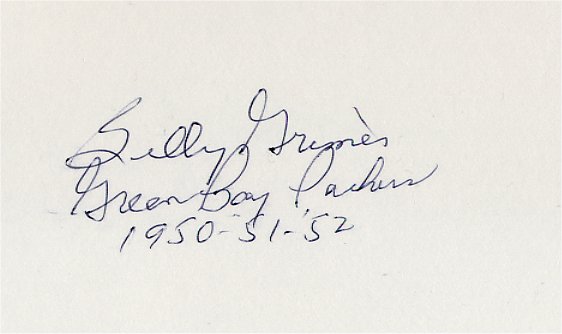 Billy Grimes
Green Bay Packers
1950-51-52